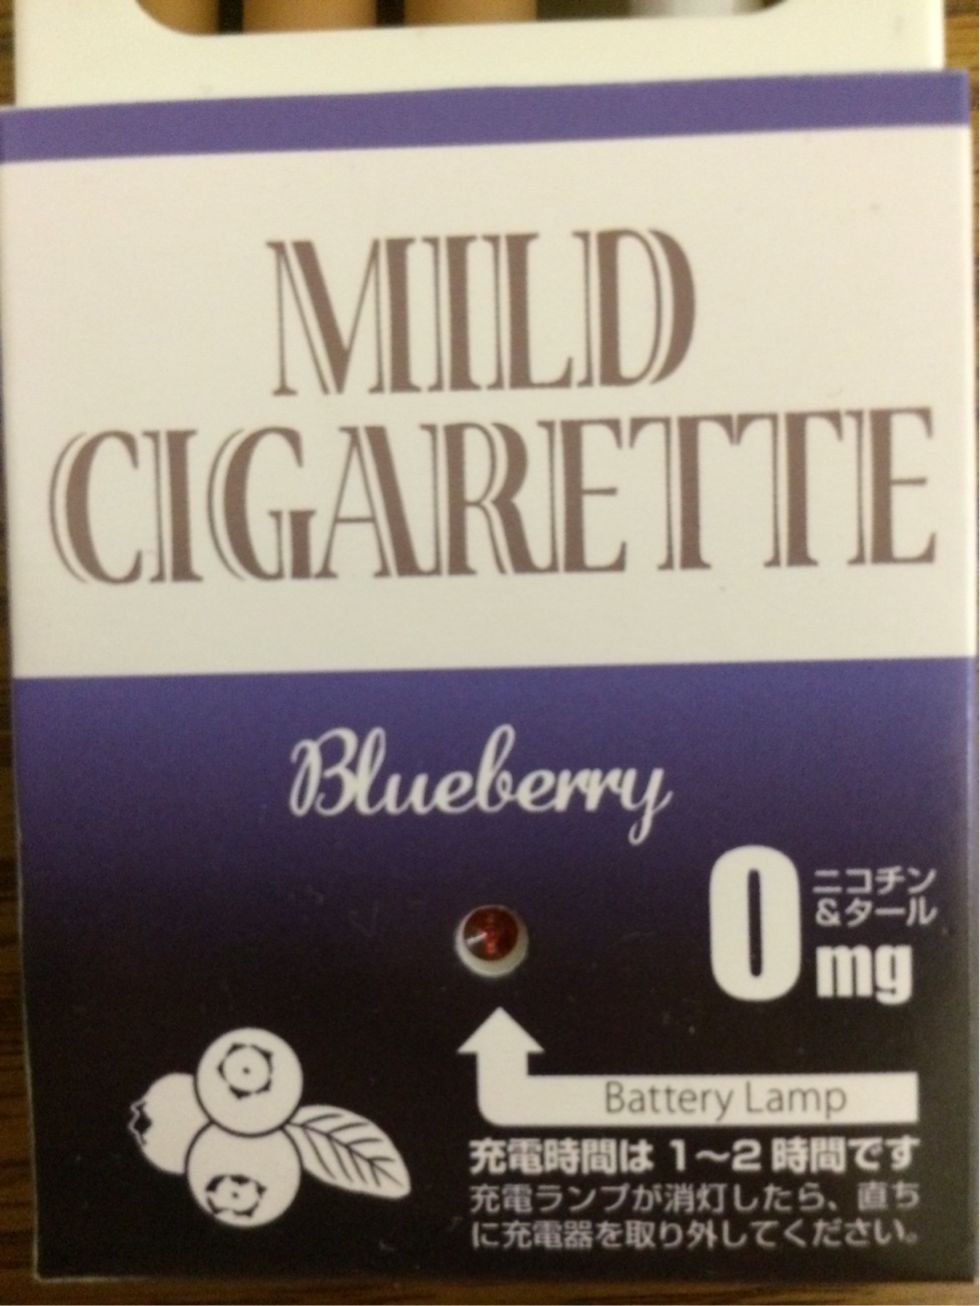 MILD
CIGARETTE
Blueberry
0 ニコチン
&タール
mg
Battery Lamp
充電時間は 1~2 時間です
充電ランプが消灯したら、直ち
に充電器を取り外してください。